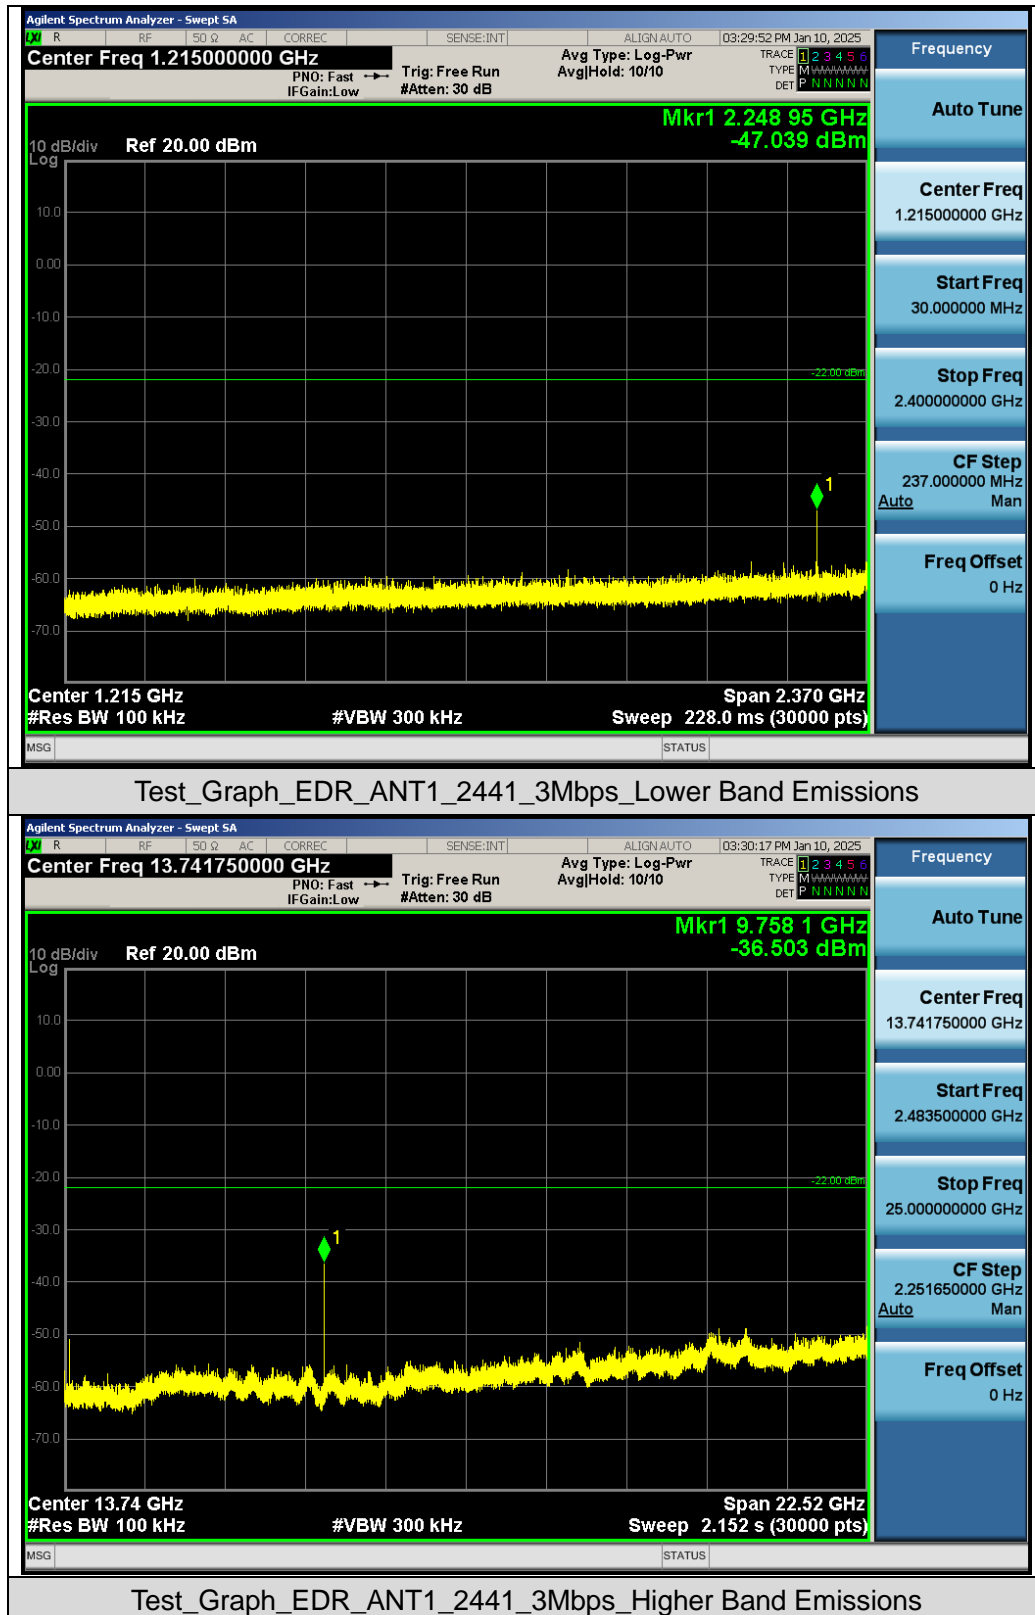 Agilent Spectrum Analyzer - Swept SA
LXI R RF 50 Ω AC CORREC SENSE:INT ALIGN AUTO 03:29:52 PM Jan 10, 2025
Center Freq 1.215000000 GHz
PNO: Fast
IFGain:Low
Trig: Free Run
#Atten: 30 dB
Avg Type: Log-Pwr
Avg|Hold: 10/10
TRACE 1 2 3 4 5 6
TYPE M
DET P N N N N N
Mkr1 2.248 95 GHz
-47.039 dBm
10 dB/div Ref 20.00 dBm
Log
10.0
0.00
-10.0
-20.0
-22.00 dBm
-30.0
-40.0
1
-50.0
-60.0
-70.0
Center 1.215 GHz Span 2.370 GHz
#Res BW 100 kHz #VBW 300 kHz Sweep 228.0 ms (30000 pts)
MSG STATUS
Frequency
Auto Tune
Center Freq
1.215000000 GHz
Start Freq
30.000000 MHz
Stop Freq
2.400000000 GHz
CF Step
237.000000 MHz
Auto Man
Freq Offset
0 Hz
Test_Graph_EDR_ANT1_2441_3Mbps_Lower Band Emissions
Agilent Spectrum Analyzer - Swept SA
LXI R RF 50 Ω AC CORREC SENSE:INT ALIGN AUTO 03:30:17 PM Jan 10, 2025
Center Freq 13.741750000 GHz
PNO: Fast
IFGain:Low
Trig: Free Run
#Atten: 30 dB
Avg Type: Log-Pwr
Avg|Hold: 10/10
TRACE 1 2 3 4 5 6
TYPE M
DET P N N N N N
Mkr1 9.758 1 GHz
-36.503 dBm
10 dB/div Ref 20.00 dBm
Log
10.0
0.00
-10.0
-20.0
-22.00 dBm
-30.0
1
-40.0
-50.0
-60.0
-70.0
Center 13.74 GHz Span 22.52 GHz
#Res BW 100 kHz #VBW 300 kHz Sweep 2.152 s (30000 pts)
MSG STATUS
Frequency
Auto Tune
Center Freq
13.741750000 GHz
Start Freq
2.483500000 GHz
Stop Freq
25.000000000 GHz
CF Step
2.251650000 GHz
Auto Man
Freq Offset
0 Hz
Test_Graph_EDR_ANT1_2441_3Mbps_Higher Band Emissions